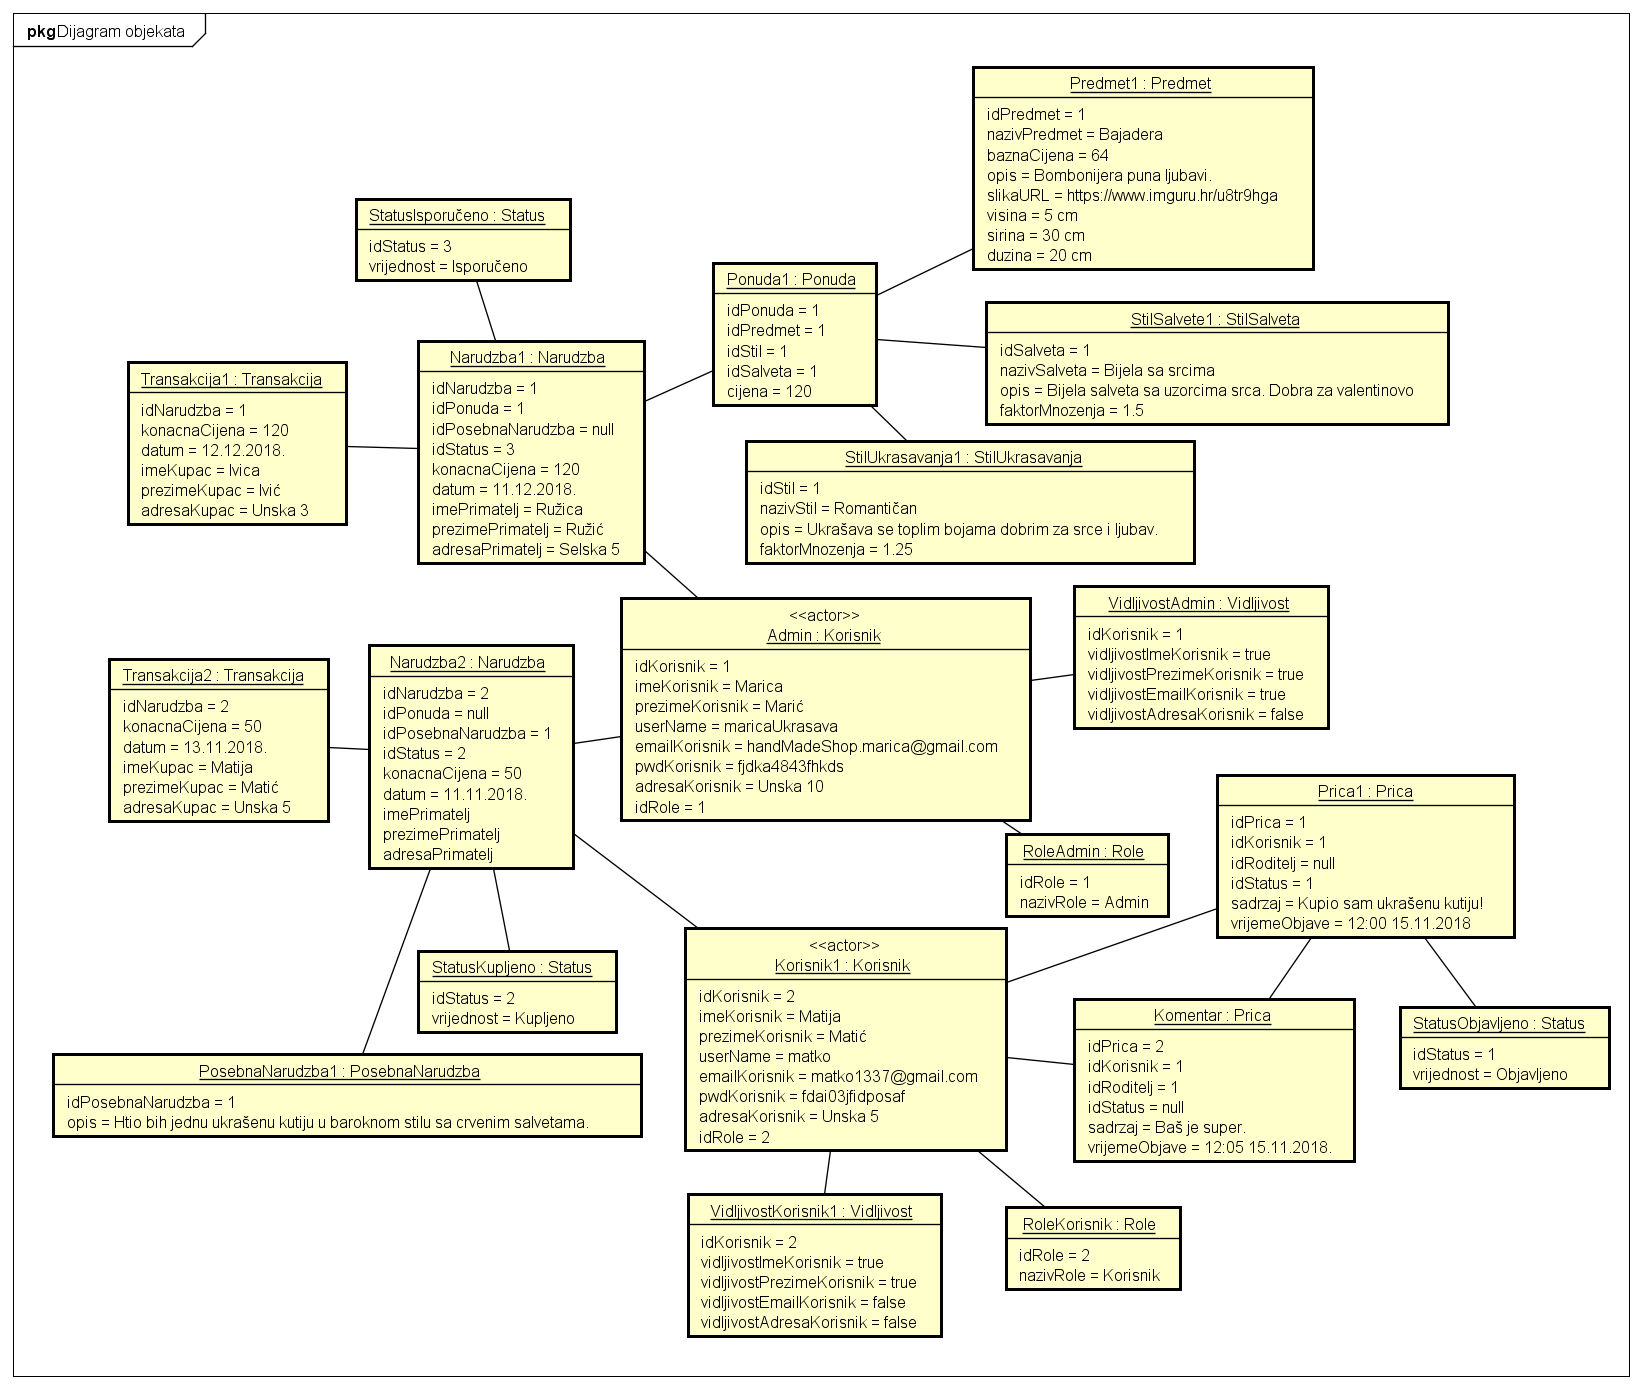 pkg Dijagram objekata
Predmet1 : Predmet
idPredmet = 1
nazivPredmet = Bajadera
baznaCijena = 64
opis = Bombonijera puna ljubavi.
slikaURL = https://www.imguru.hr/u8tr9hga
visina = 5 cm
sirina = 30 cm
duzina = 20 cm
StatusIsporučeno : Status
idStatus = 3
vrijednost = Isporučeno
Ponuda1 : Ponuda
idPonuda = 1
idPredmet = 1
idStil = 1
idSalveta = 1
cijena = 120
StilSalvete1 : StilSalveta
idSalveta = 1
nazivSalveta = Bijela sa srcima
opis = Bijela salveta sa uzorcima srca. Dobra za valentinovo
faktorMnozenja = 1.5
Narudzba1 : Narudzba
idNarudzba = 1
idPonuda = 1
idPosebnaNarudzba = null
idStatus = 3
konacnaCijena = 120
datum = 11.12.2018.
imePrimatelj = Ružica
prezimePrimatelj = Ružić
adresaPrimatelj = Selska 5
Transakcija1 : Transakcija
idNarudzba = 1
konacnaCijena = 120
datum = 12.12.2018.
imeKupac = Ivica
prezimeKupac = Ivić
adresaKupac = Unska 3
StilUkrasavanja1 : StilUkrasavanja
idStil = 1
nazivStil = Romantičan
opis = Ukrašava se toplim bojama dobrim za srce i ljubav.
faktorMnozenja = 1.25
<<actor>>
Admin : Korisnik
idKorisnik = 1
imeKorisnik = Marica
prezimeKorisnik = Marić
userName = maricaUkrasava
emailKorisnik = handMadeShop.marica@gmail.com
pwdKorisnik = fjdka4843fhkds
adresaKorisnik = Unska 10
idRole = 1
VidljivostAdmin : Vidljivost
idKorisnik = 1
vidljivostImeKorisnik = true
vidljivostPrezimeKorisnik = true
vidljivostEmailKorisnik = true
vidljivostAdresaKorisnik = false
Narudzba2 : Narudzba
idNarudzba = 2
idPonuda = null
idPosebnaNarudzba = 1
idStatus = 2
konacnaCijena = 50
datum = 11.11.2018.
imePrimatelj
prezimePrimatelj
adresaPrimatelj
Transakcija2 : Transakcija
idNarudzba = 2
konacnaCijena = 50
datum = 13.11.2018.
imeKupac = Matija
prezimeKupac = Matić
adresaKupac = Unska 5
RoleAdmin : Role
idRole = 1
nazivRole = Admin
Prica1 : Prica
idPrica = 1
idKorisnik = 1
idRoditelj = null
idStatus = 1
sadrzaj = Kupio sam ukrašenu kutiju!
vrijemeObjave = 12:00 15.11.2018
StatusKupljeno : Status
idStatus = 2
vrijednost = Kupljeno
<<actor>>
Korisnik1 : Korisnik
idKorisnik = 2
imeKorisnik = Matija
prezimeKorisnik = Matić
userName = matko
emailKorisnik = matko1337@gmail.com
pwdKorisnik = fdai03jfidposaf
adresaKorisnik = Unska 5
idRole = 2
Komentar : Prica
idPrica = 2
idKorisnik = 1
idRoditelj = 1
idStatus = null
sadrzaj = Baš je super.
vrijemeObjave = 12:05 15.11.2018.
StatusObjavljeno : Status
idStatus = 1
vrijednost = Objavljeno
PosebnaNarudzba1 : PosebnaNarudzba
idPosebnaNarudzba = 1
opis = Htio bih jednu ukrašenu kutiju u baroknom stilu sa crvenim salvetama.
VidljivostKorisnik1 : Vidljivost
idKorisnik = 2
vidljivostImeKorisnik = true
vidljivostPrezimeKorisnik = true
vidljivostEmailKorisnik = false
vidljivostAdresaKorisnik = false
RoleKorisnik : Role
idRole = 2
nazivRole = Korisnik